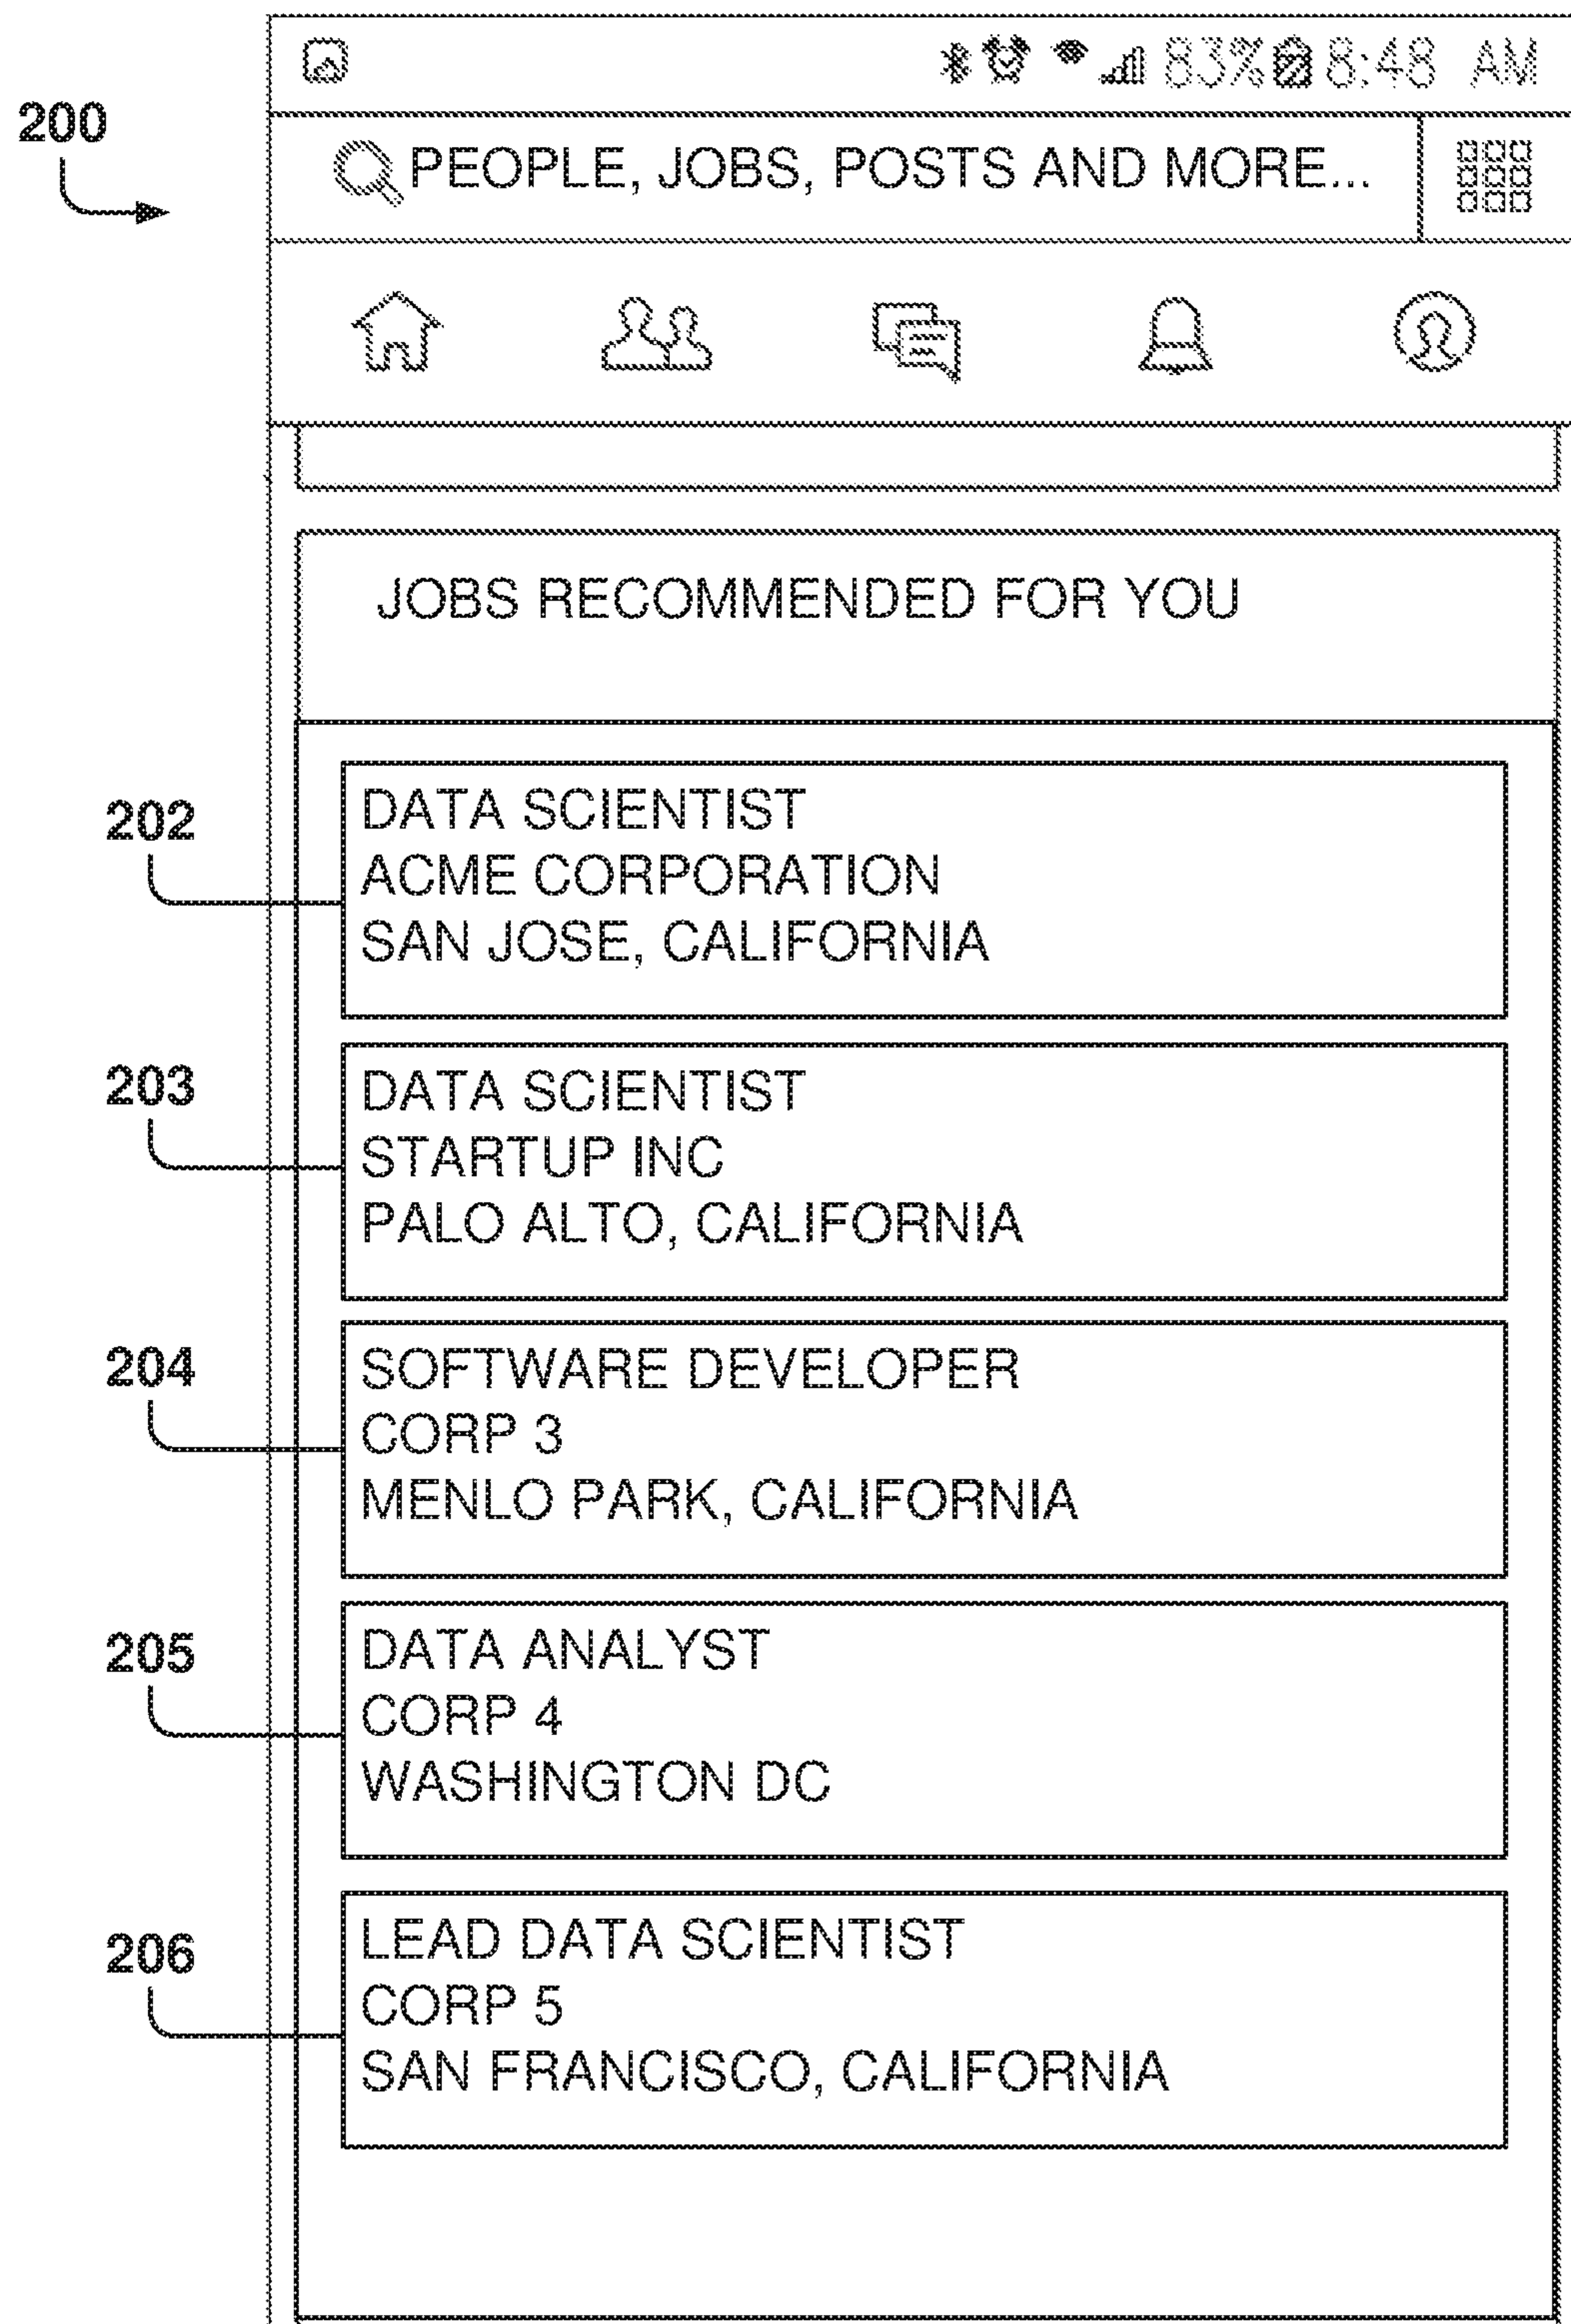 83% 8:48 AM
200
PEOPLE, JOBS, POSTS AND MORE...
JOBS RECOMMENDED FOR YOU
202
DATA SCIENTIST
ACME CORPORATION
SAN JOSE, CALIFORNIA
203
DATA SCIENTIST
STARTUP INC
PALO ALTO, CALIFORNIA
204
SOFTWARE DEVELOPER
CORP 3
MENLO PARK, CALIFORNIA
205
DATA ANALYST
CORP 4
WASHINGTON DC
206
LEAD DATA SCIENTIST
CORP 5
SAN FRANCISCO, CALIFORNIA